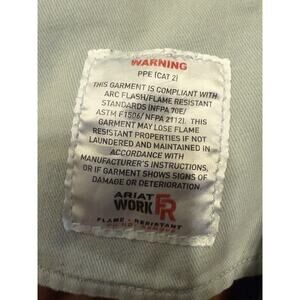 WARNING
PPE (CAT 2)
THIS GARMENT IS COMPLIANT WITH
ARC FLASH/FLAME RESISTANT
STANDARDS (NFPA 70E/
ASTM F1506/ NFPA 2112). THIS
GARMENT MAY LOSE FLAME
RESISTANT PROPERTIES IF NOT
LAUNDERED AND MAINTAINED IN
ACCORDANCE WITH
MANUFACTURER'S INSTRUCTIONS,
OR IF GARMENT SHOWS SIGNS OF
DAMAGE OR DETERIORATION
ARIAT
WORK FR
FLAME - RESISTANT